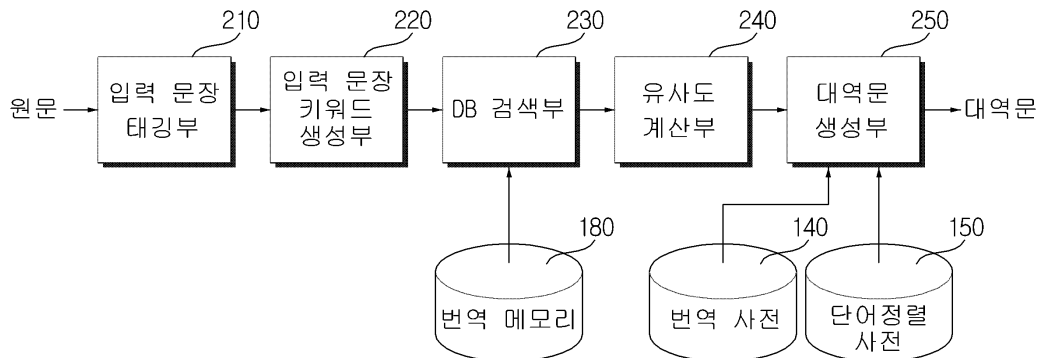 210
220
230
240
250
원문
입력 문장
태깅부
입력 문장
키워드
생성부
DB 검색부
유사도
계산부
대역문
생성부
대역문
180
140
150
번역 메모리
번역 사전
단어정렬
사전